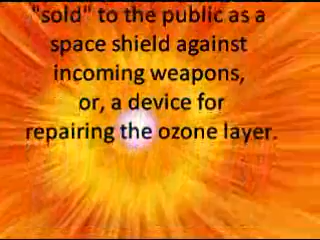 "sold" to the public as a
space shield against
incoming weapons,
or, a device for
repairing the ozone layer.